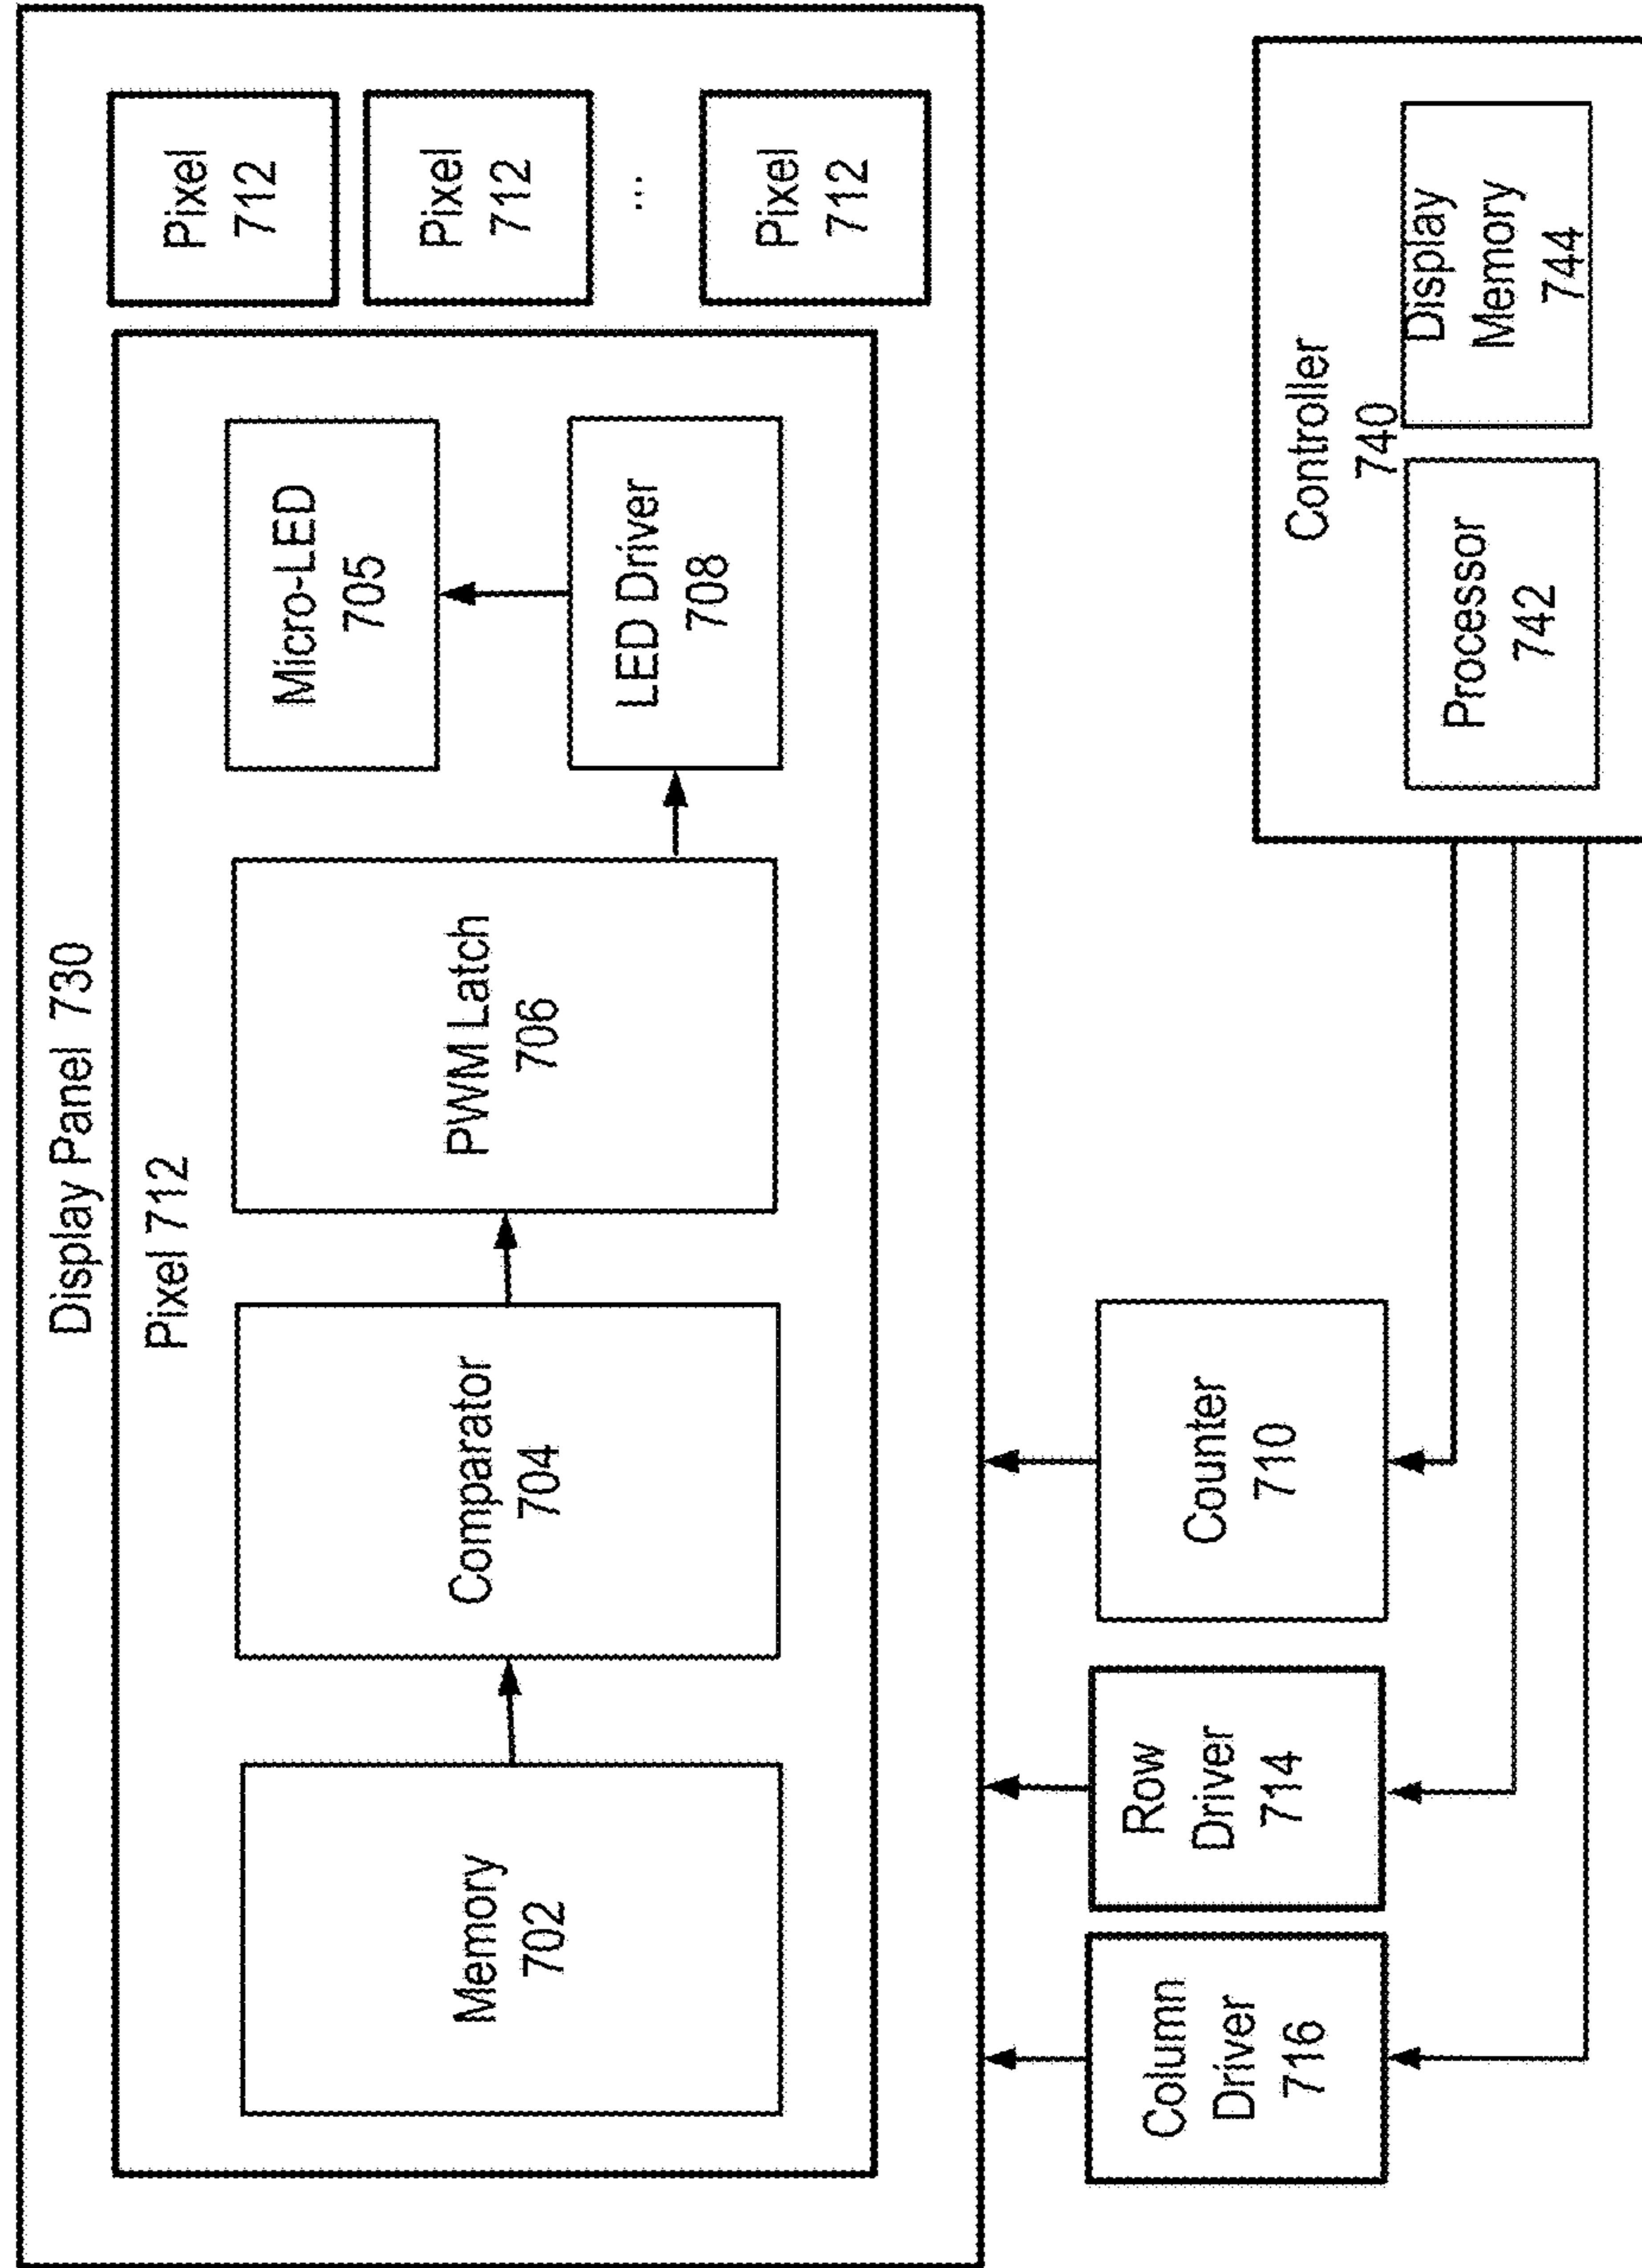 Display Panel 730
Pixel 712
Memory
702
Comparator
704
PWM Latch
706
Micro-LED
705
LED Driver
708
Pixel
712
Pixel
712
...
Pixel
712
Column
Driver
716
Row
Driver
714
Counter
710
Controller
740
Processor
742
Display
Memory
744